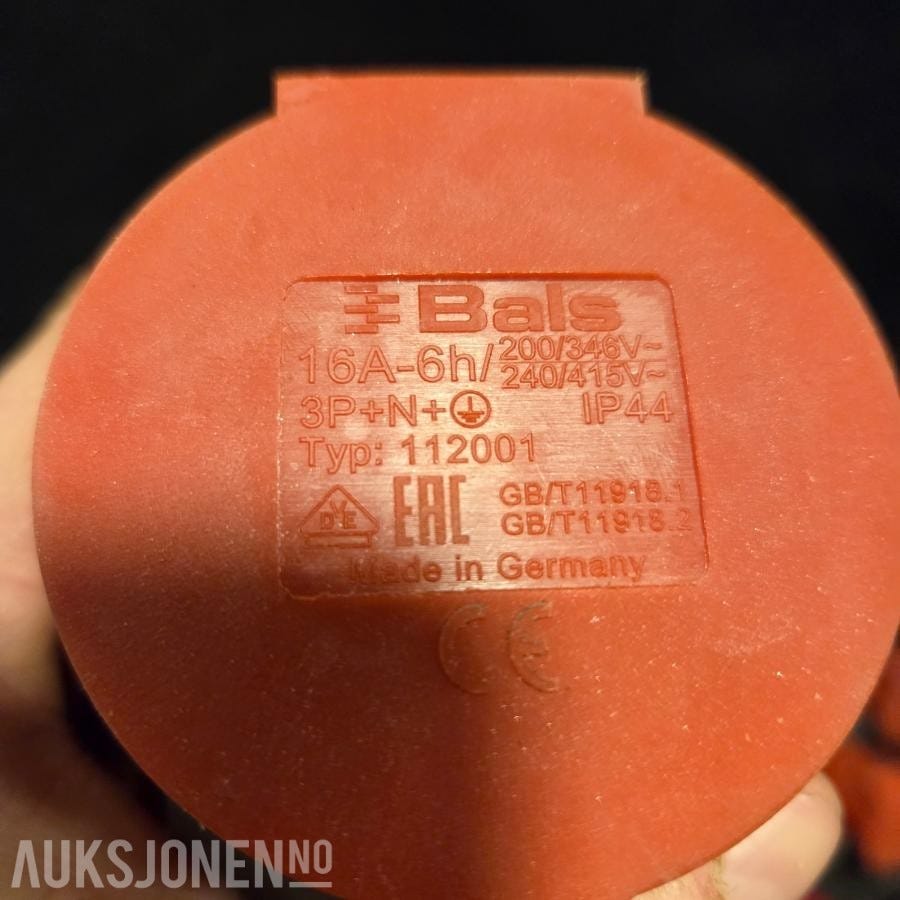 Bals
16A-6h/ 200/346V~
240/415V~
3P+N+⏚ IP44
Typ: 112001
DVE EAC GB/T11918.1
GB/T11918.2
Made in Germany
CE
AUKSJONEN NO